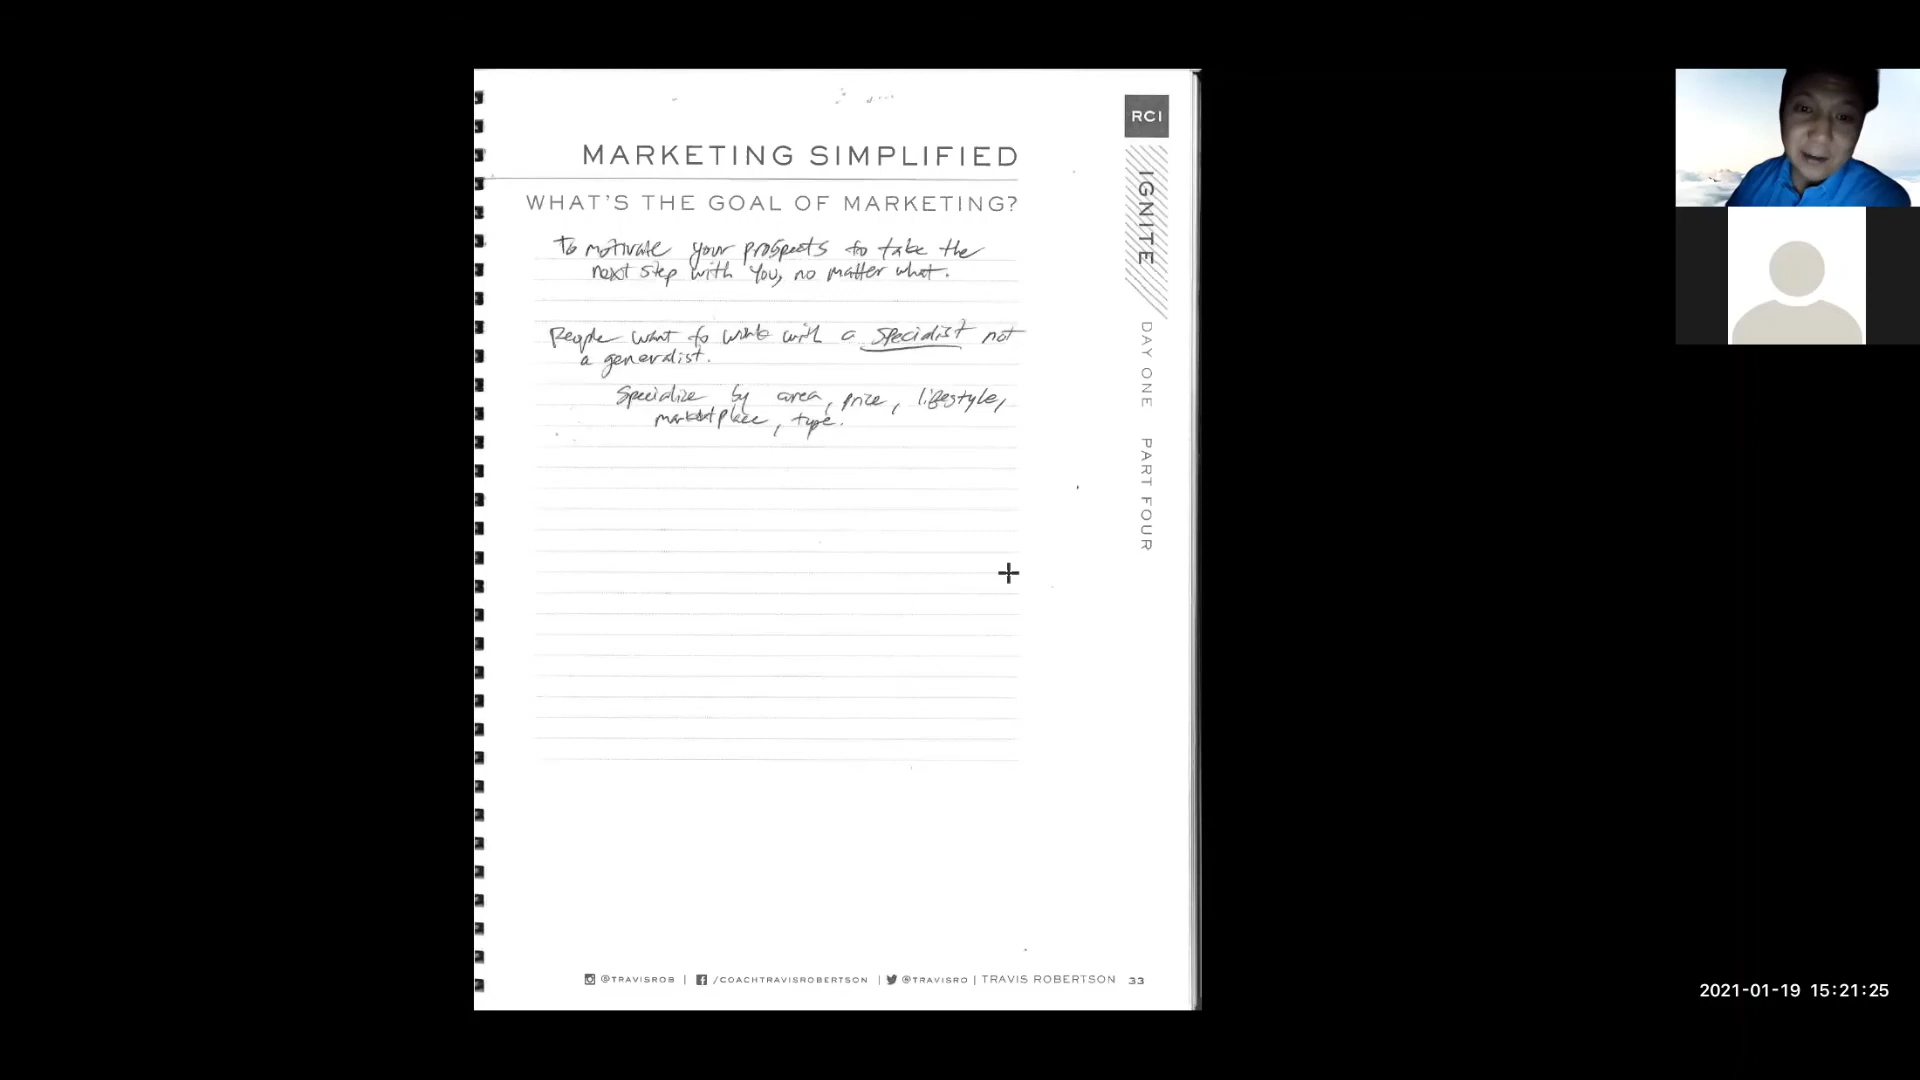 RCI
MARKETING SIMPLIFIED
WHAT'S THE GOAL OF MARKETING?
To motivate your prospects to take the
next step with you, no matter what.
People want to work with a specialist not
a generalist.
Specialize by area, price, lifestyle,
marketplace, type.
IGNITE
DAY ONE PART FOUR
@TRAVISROB | /COACHTRAVISROBERTSON | @TRAVISRO | TRAVIS ROBERTSON 33
2021-01-19 15:21:25